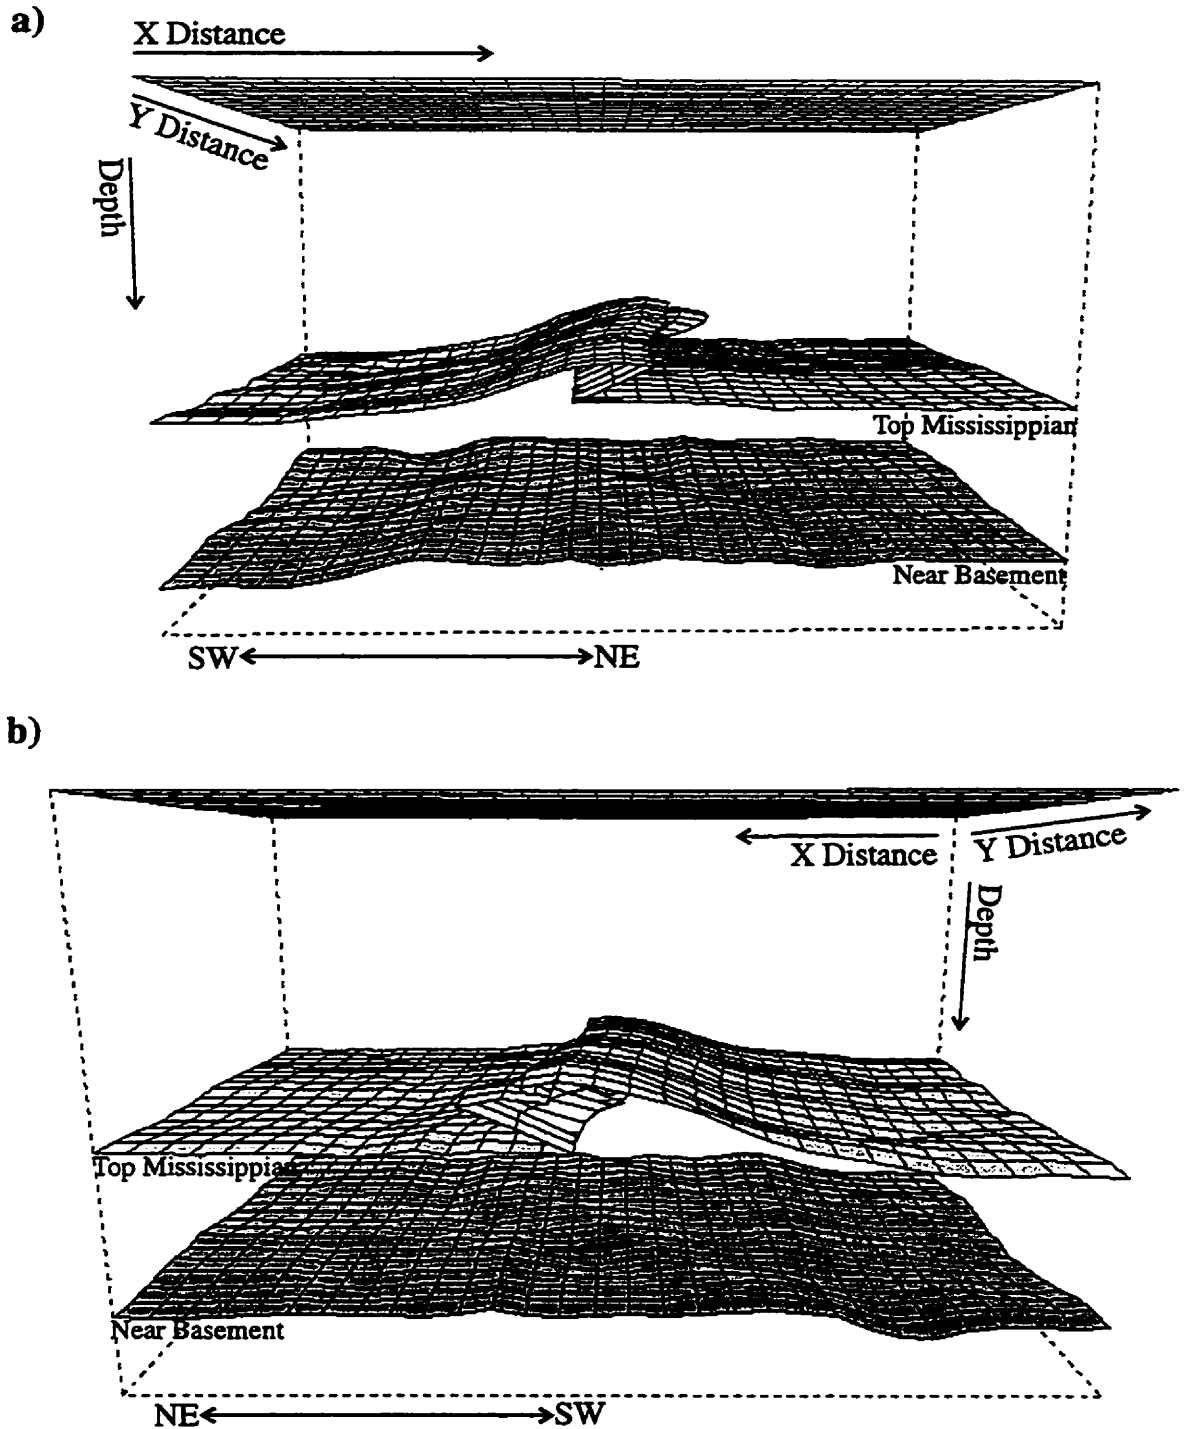 a)
X Distance
Y Distance
Depth
Top Mississippian
Near Basement
SW NE
b)
X Distance
Y Distance
Depth
Top Mississippian
Near Basement
NE SW